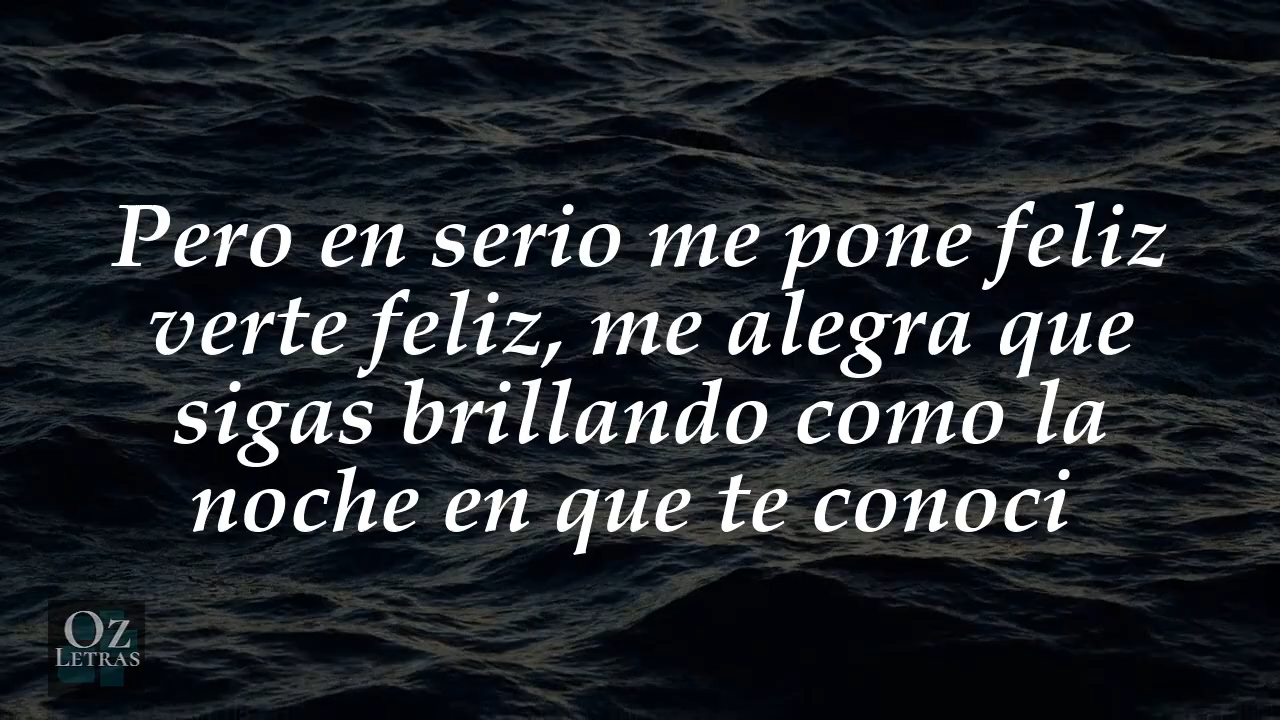 Pero en serio me pone feliz
verte feliz, me alegra que
sigas brillando como la
noche en que te conoci
Oz
Letras